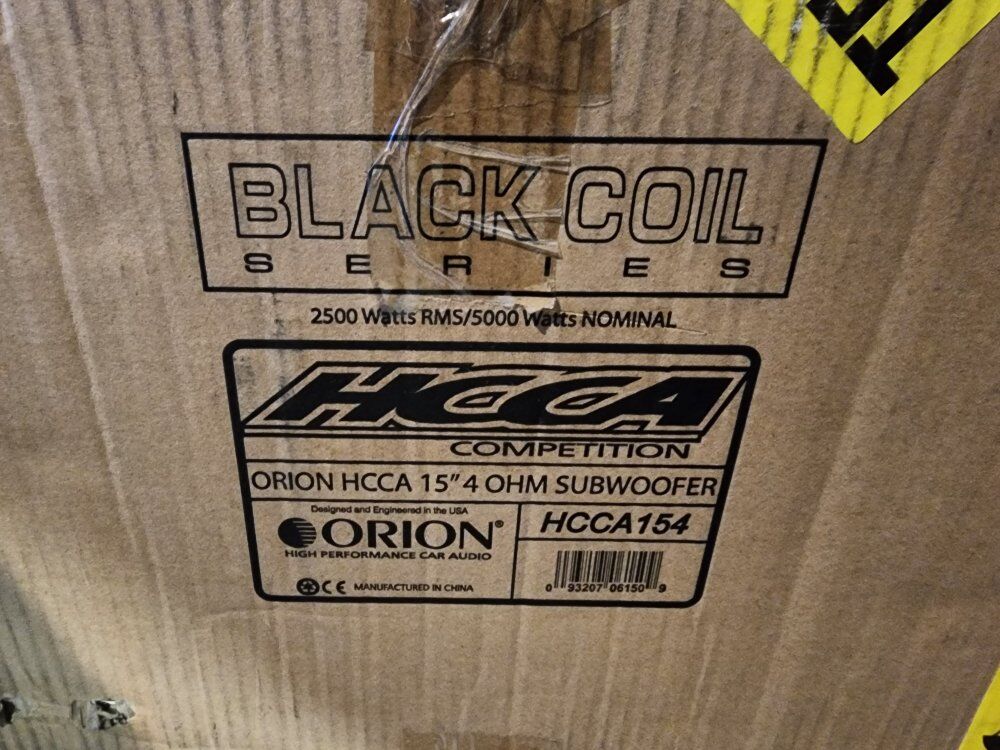 BLACK COIL
SERIES
2500 Watts RMS/5000 Watts NOMINAL
HCCA
COMPETITION
ORION HCCA 15" 4 OHM SUBWOOFER
Designed and Engineered in the USA
ORION®
HIGH PERFORMANCE CAR AUDIO
CE MANUFACTURED IN CHINA
HCCA154
0 93207 06150 9